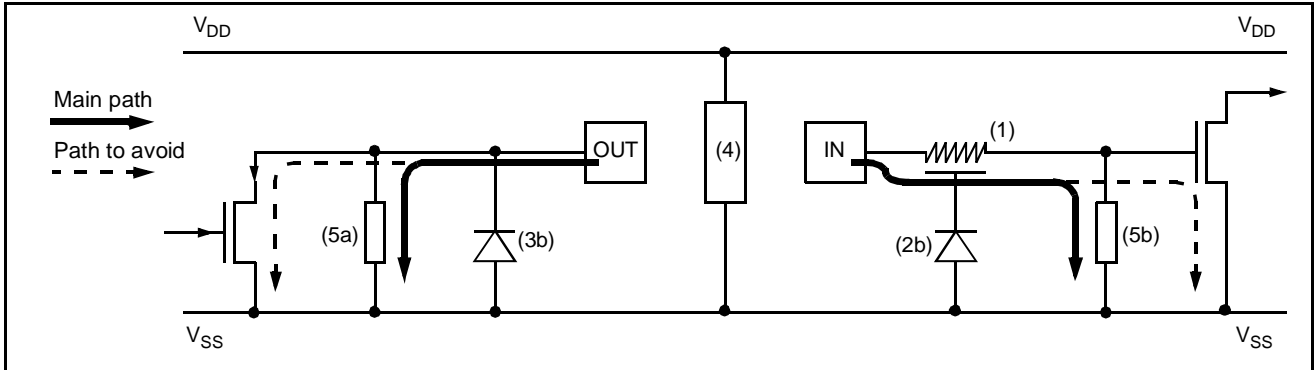 VDD
VDD
Main path
Path to avoid
OUT
(4)
IN
(1)
(5a)
(3b)
(2b)
(5b)
VSS
VSS